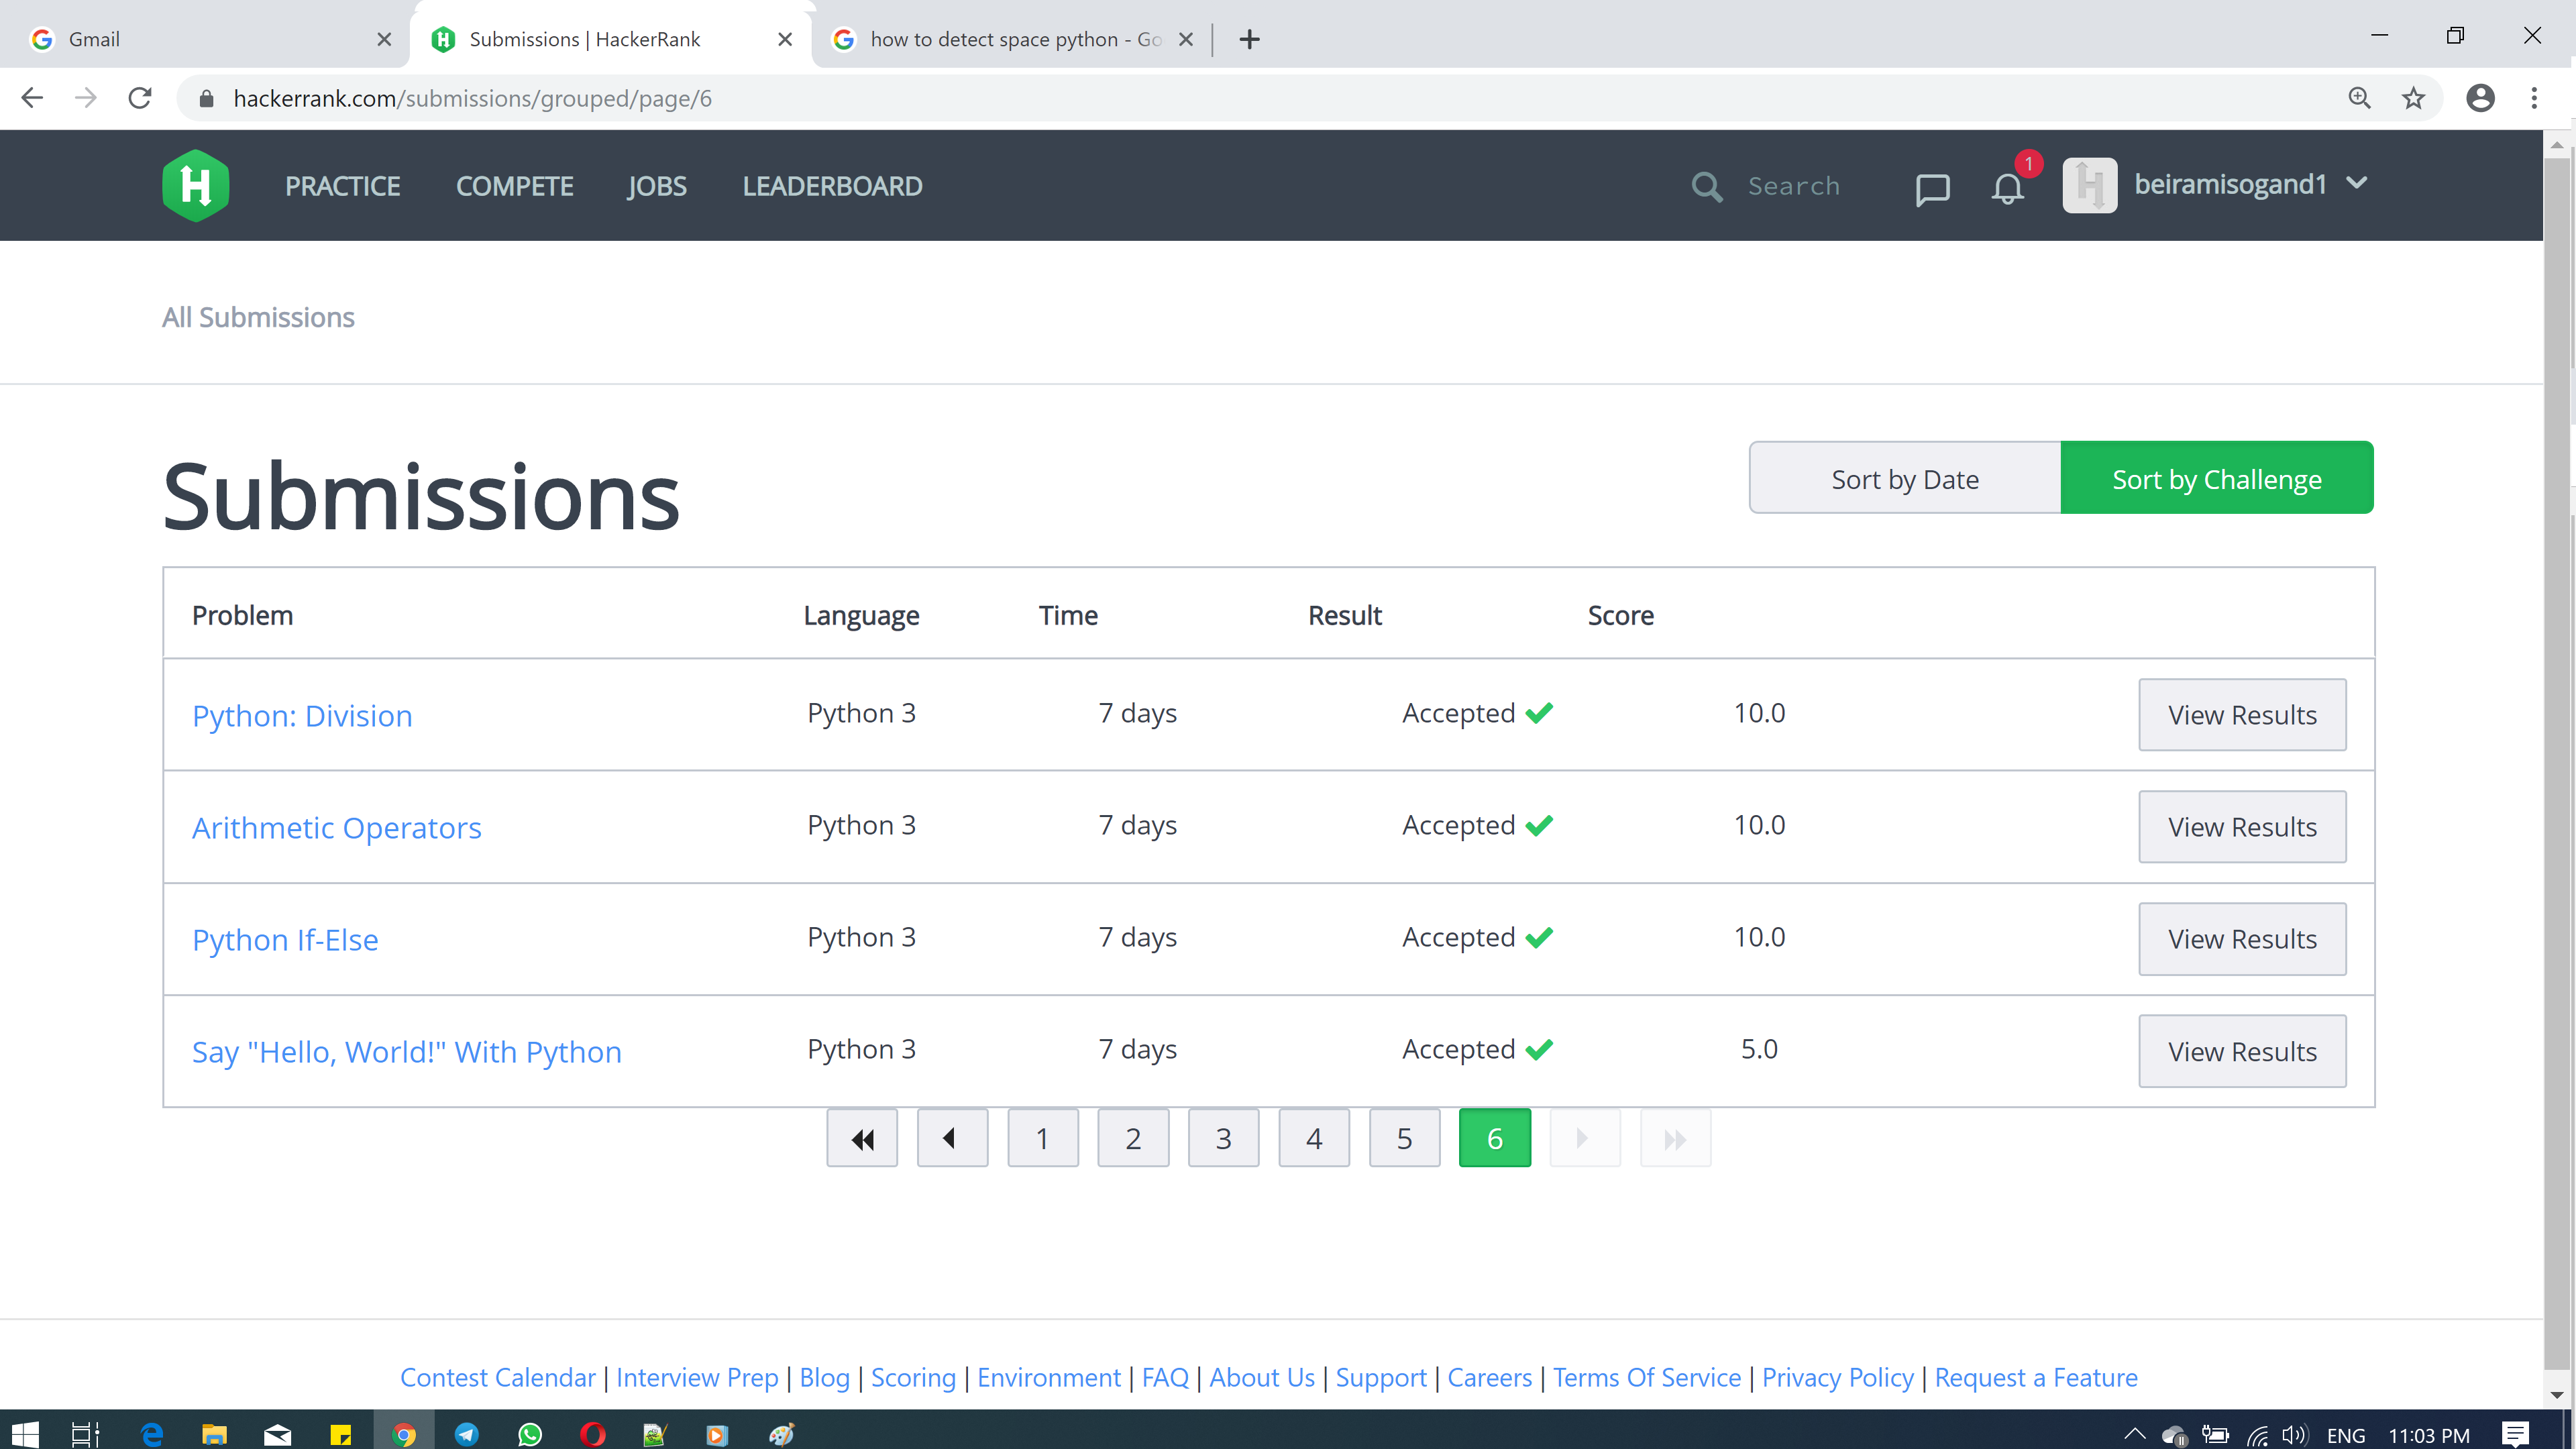 Gmail
Submissions | HackerRank
how to detect space python - Go
hackerrank.com/submissions/grouped/page/6
PRACTICE COMPETE JOBS LEADERBOARD Search 1 beiramisogand1
All Submissions
Submissions
Sort by Date Sort by Challenge
Problem Language Time Result Score
Python: Division Python 3 7 days Accepted 10.0 View Results
Arithmetic Operators Python 3 7 days Accepted 10.0 View Results
Python If-Else Python 3 7 days Accepted 10.0 View Results
Say "Hello, World!" With Python Python 3 7 days Accepted 5.0 View Results
1 2 3 4 5 6
Contest Calendar | Interview Prep | Blog | Scoring | Environment | FAQ | About Us | Support | Careers | Terms Of Service | Privacy Policy | Request a Feature
ENG 11:03 PM